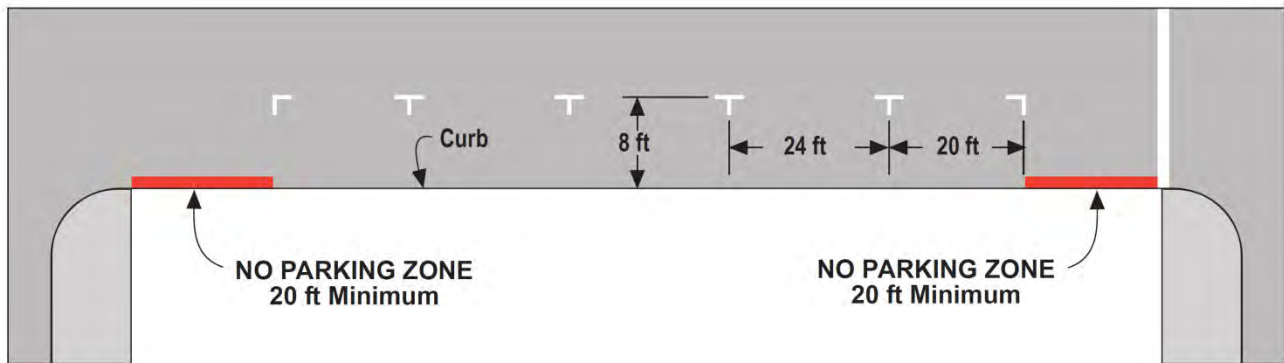 Curb
8 ft
24 ft
20 ft
NO PARKING ZONE
20 ft Minimum
NO PARKING ZONE
20 ft Minimum